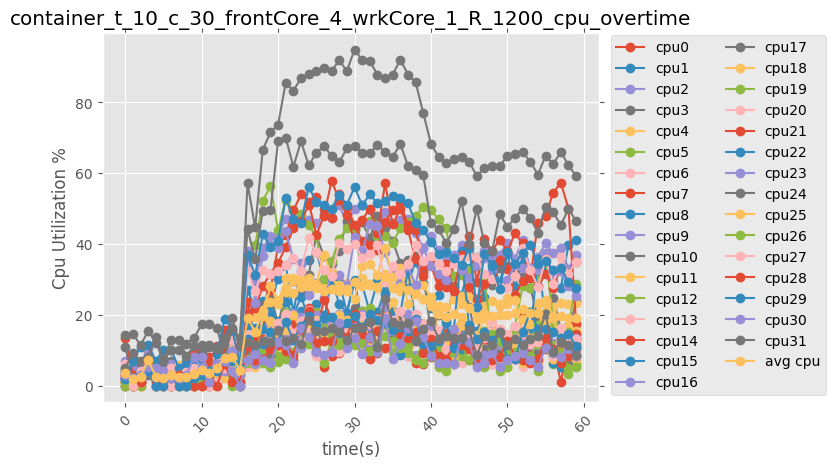 container_t_10_c_30_frontCore_4_wrkCore_1_R_1200_cpu_overtime
Cpu Utilization %
80
60
40
20
0
0
10
20
30
40
50
60
time(s)
cpu0
cpu1
cpu2
cpu3
cpu4
cpu5
cpu6
cpu7
cpu8
cpu9
cpu10
cpu11
cpu12
cpu13
cpu14
cpu15
cpu16
cpu17
cpu18
cpu19
cpu20
cpu21
cpu22
cpu23
cpu24
cpu25
cpu26
cpu27
cpu28
cpu29
cpu30
cpu31
avg cpu